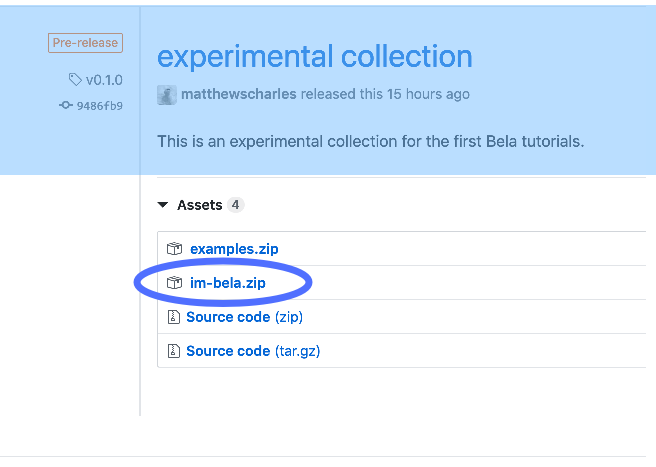 Pre-release
v0.1.0
9486fb9
experimental collection
matthewscharles released this 15 hours ago
This is an experimental collection for the first Bela tutorials.
Assets 4
examples.zip
im-bela.zip
Source code (zip)
Source code (tar.gz)